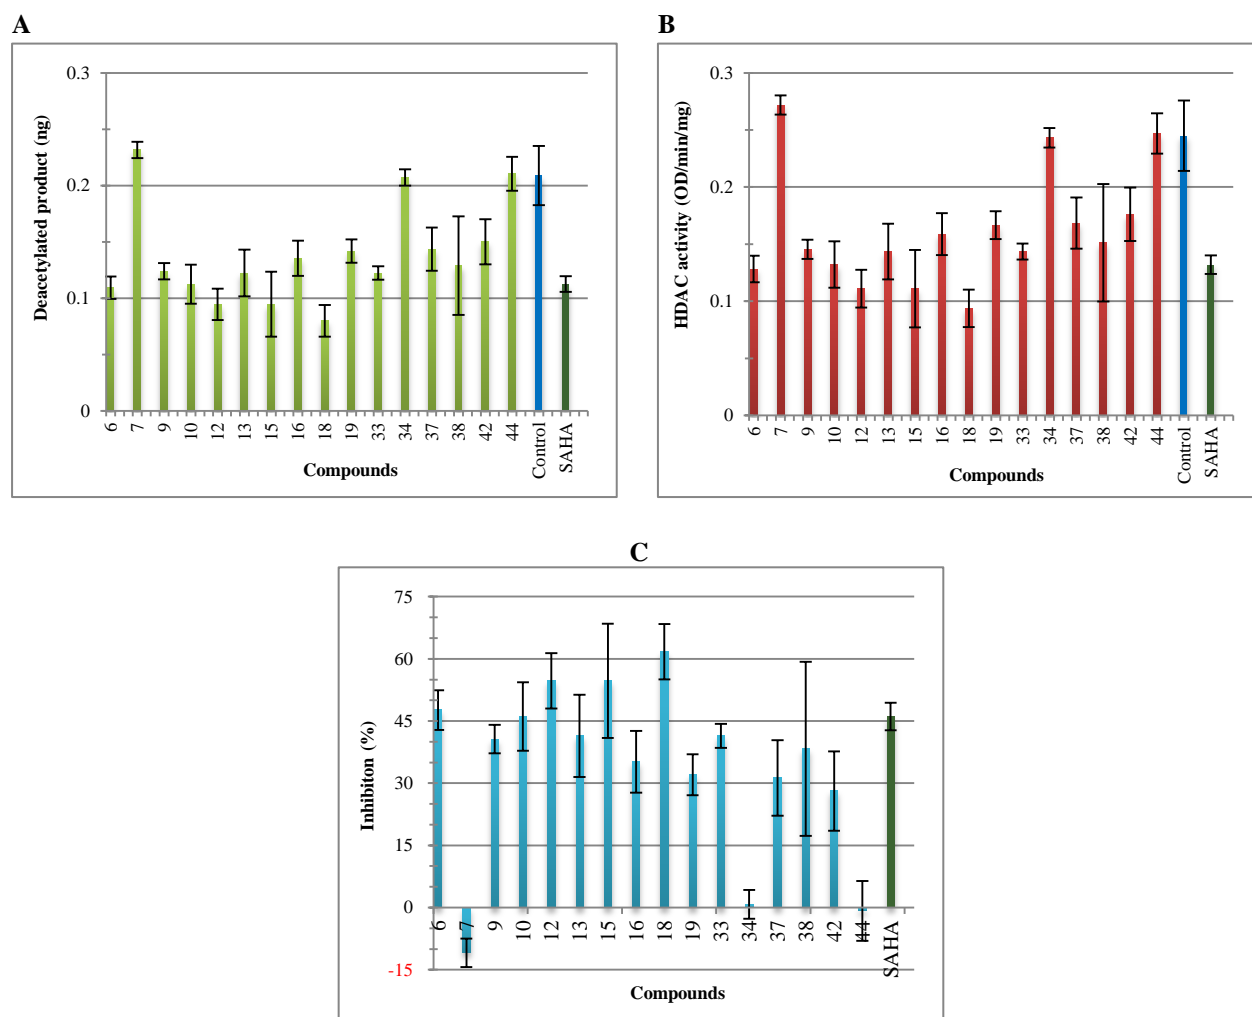 A
0.3
0.2
0.1
0
Deacetylated product (ng)
6 7 9 10 12 13 15 16 18 19 33 34 37 38 42 44 Control SAHA
Compounds
B
0.3
0.2
0.1
0
HDAC activity (OD/min/mg)
6 7 9 10 12 13 15 16 18 19 33 34 37 38 42 44 Control SAHA
Compounds
C
75
60
45
30
15
0
-15
Inhibiton (%)
6 7 9 10 12 13 15 16 18 19 33 34 37 38 42 44 SAHA
Compounds